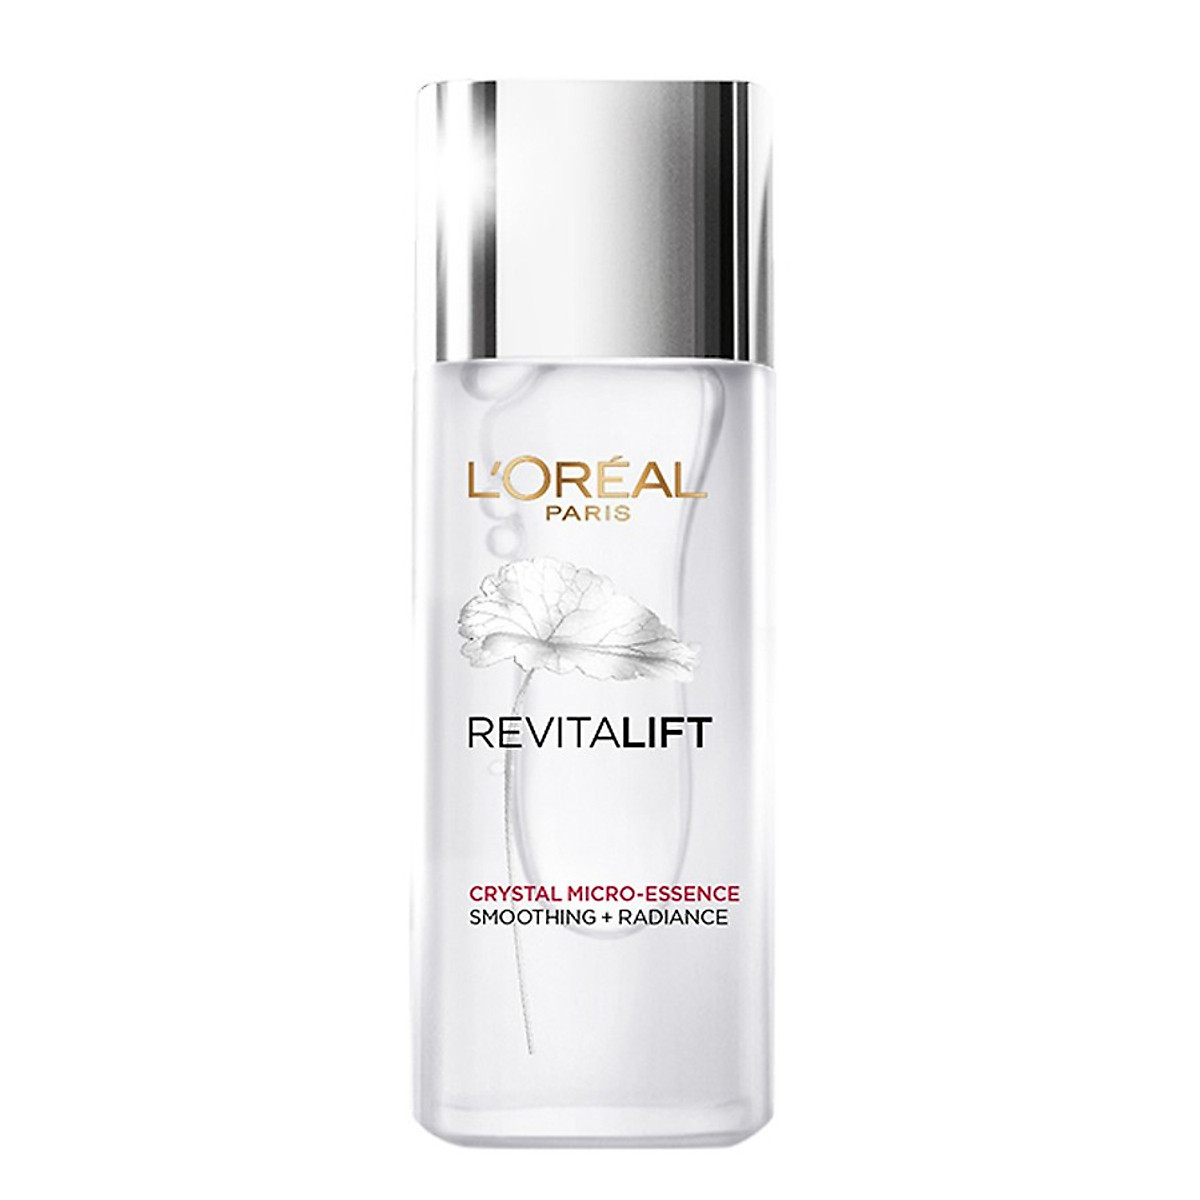 L'ORÉAL
PARIS
REVITALIFT
CRYSTAL MICRO-ESSENCE
SMOOTHING + RADIANCE